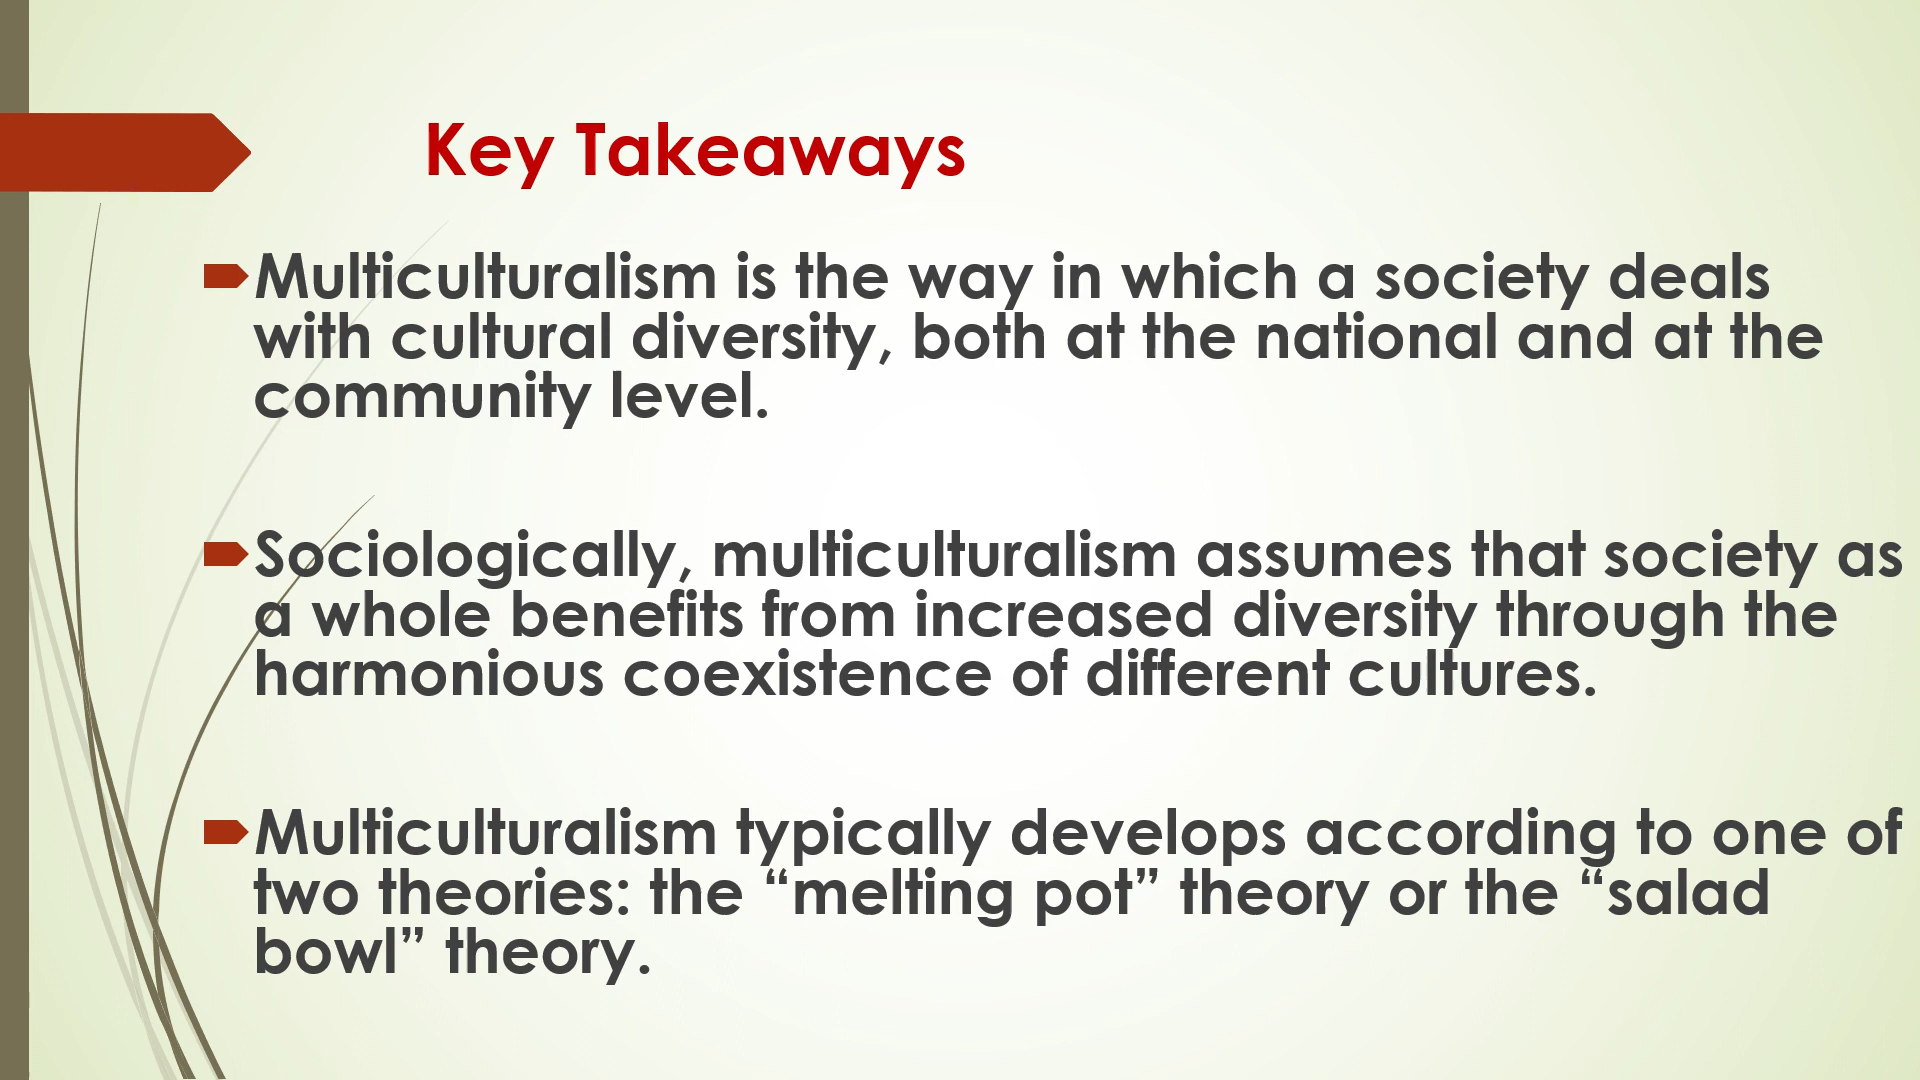 Key Takeaways
Multiculturalism is the way in which a society deals
with cultural diversity, both at the national and at the
community level.
Sociologically, multiculturalism assumes that society as
a whole benefits from increased diversity through the
harmonious coexistence of different cultures.
Multiculturalism typically develops according to one of
two theories: the “melting pot” theory or the “salad
bowl” theory.